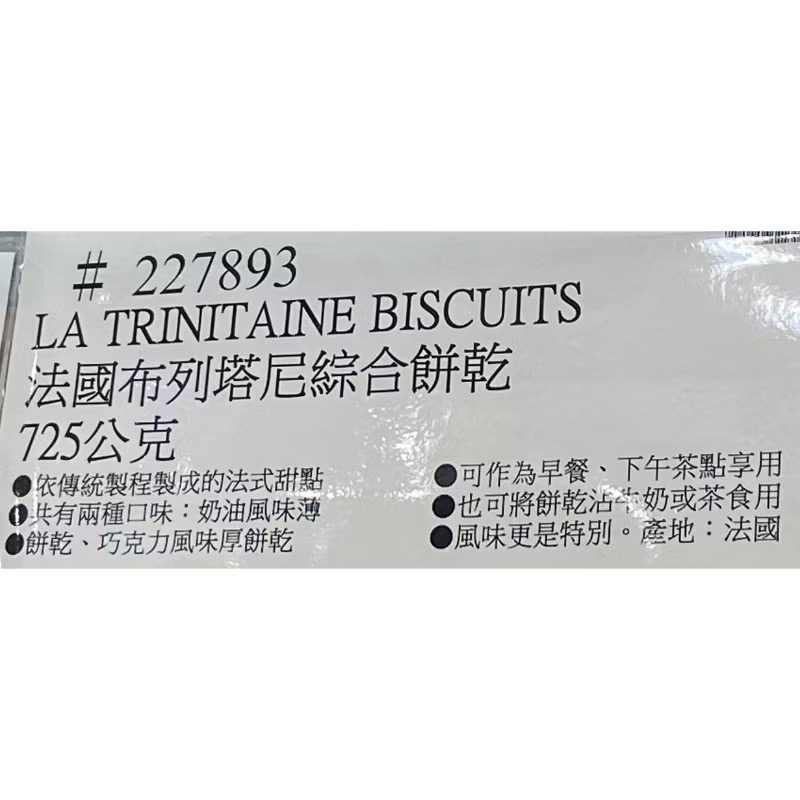 # 227893
LA TRINITAINE BISCUITS
法國布列塔尼綜合餅乾
725公克
●依傳統製程製成的法式甜點
●共有兩種口味：奶油風味薄
●餅乾、巧克力風味厚餅乾
●可作為早餐、下午茶點享用
●也可將餅乾沾牛奶或茶食用
●風味更是特別。產地：法國